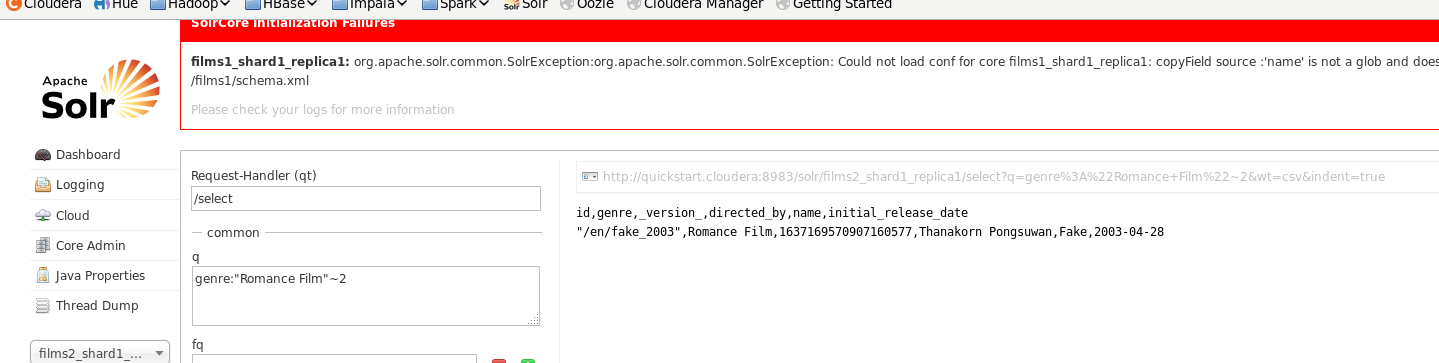 Cloudera Hue Hadoop HBase Impala Spark Solr Oozie Cloudera Manager Getting Started
SolrCore Initialization Failures
films1_shard1_replica1: org.apache.solr.common.SolrException:org.apache.solr.common.SolrException: Could not load conf for core films1_shard1_replica1: copyField source :'name' is not a glob and does
/films1/schema.xml
Please check your logs for more information
Apache
Solr
Dashboard
Logging
Cloud
Core Admin
Java Properties
Thread Dump
films2_shard1_...
Request-Handler (qt)
/select
common
q
genre:"Romance Film"~2
fq
http://quickstart.cloudera:8983/solr/films2_shard1_replica1/select?q=genre%3A%22Romance+Film%22~2&wt=csv&indent=true
id,genre,_version_,directed_by,name,initial_release_date
"/en/fake_2003",Romance Film,1637169570907160577,Thanakorn Pongsuwan,Fake,2003-04-28